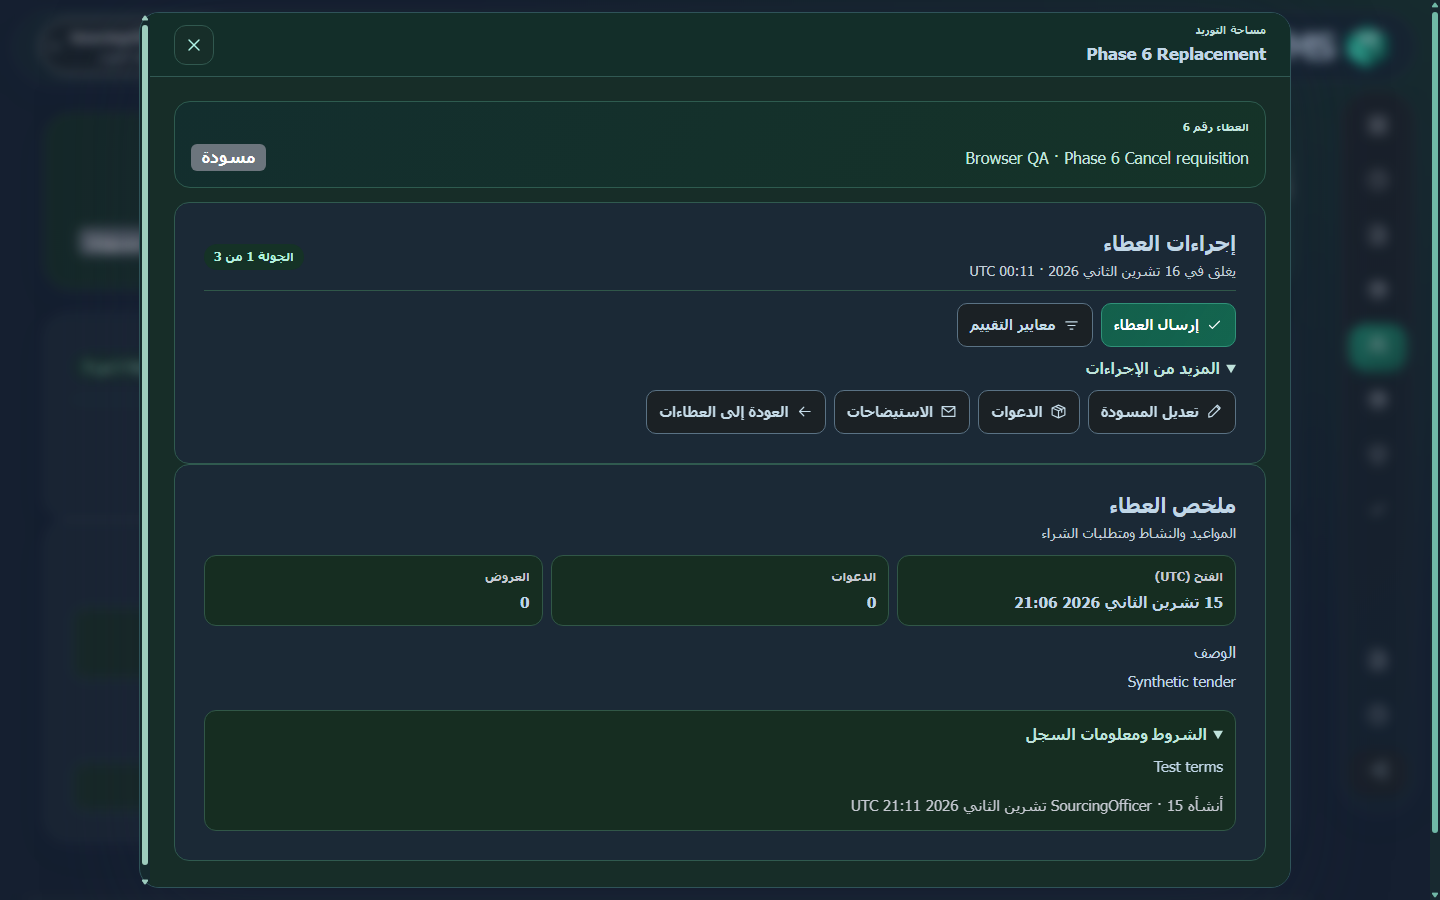 مساحة التوريد
Phase 6 Replacement
العطاء رقم 6
Browser QA · Phase 6 Cancel requisition
مسودة
إجراءات العطاء
يغلق في 16 تشرين الثاني 2026 · 00:11 UTC
الجولة 1 من 3
إرسال العطاء
معايير التقييم
المزيد من الإجراءات
تعديل المسودة
الدعوات
الاستيضاحات
العودة إلى العطاءات
ملخص العطاء
المواعيد والنشاط ومتطلبات الشراء
الفتح (UTC)
15 تشرين الثاني 2026 21:06
الدعوات
0
العروض
0
الوصف
Synthetic tender
الشروط ومعلومات السجل
Test terms
أنشأه SourcingOfficer · 15 تشرين الثاني 2026 21:11 UTC